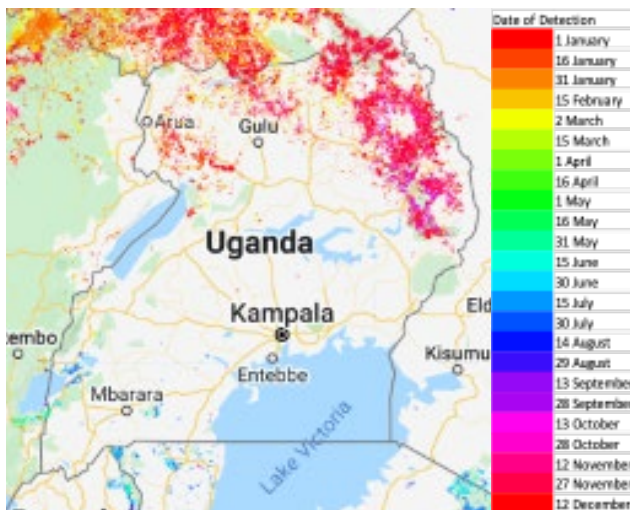 Date of Detection
1 January
16 January
31 January
15 February
2 March
15 March
1 April
16 April
1 May
16 May
31 May
15 June
30 June
15 July
30 July
14 August
29 August
13 September
28 September
13 October
28 October
12 November
27 November
12 December
Arua
Gulu
Uganda
Kampala
Eld
Entebbe
Kisumu
tembo
Mbarara
Lake Victoria